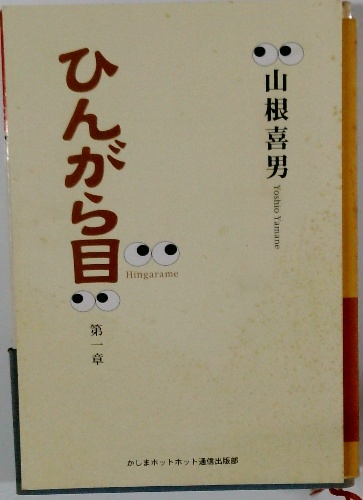 山根喜男
Yoshio Yamane
ひんがら目
Hingarame
第一章
かしまホットホット通信出版部